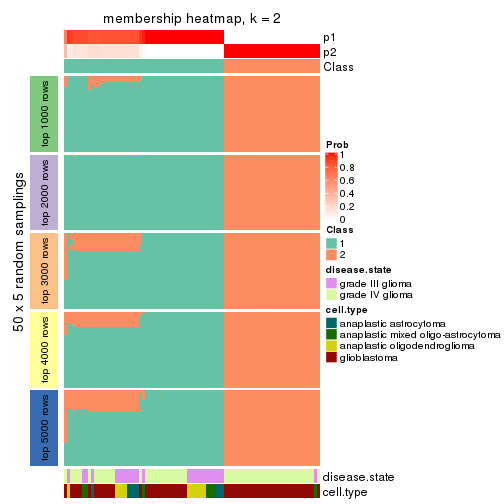 membership heatmap, k = 2
p1
p2
Class
50 x 5 random samplings
top 1000 rows
top 2000 rows
top 3000 rows
top 4000 rows
top 5000 rows
Prob
1
0.8
0.6
0.4
0.2
0
Class
1
2
disease.state
grade III glioma
grade IV glioma
cell.type
anaplastic astrocytoma
anaplastic mixed oligo-astrocytoma
anaplastic oligodendroglioma
glioblastoma
disease.state
cell.type